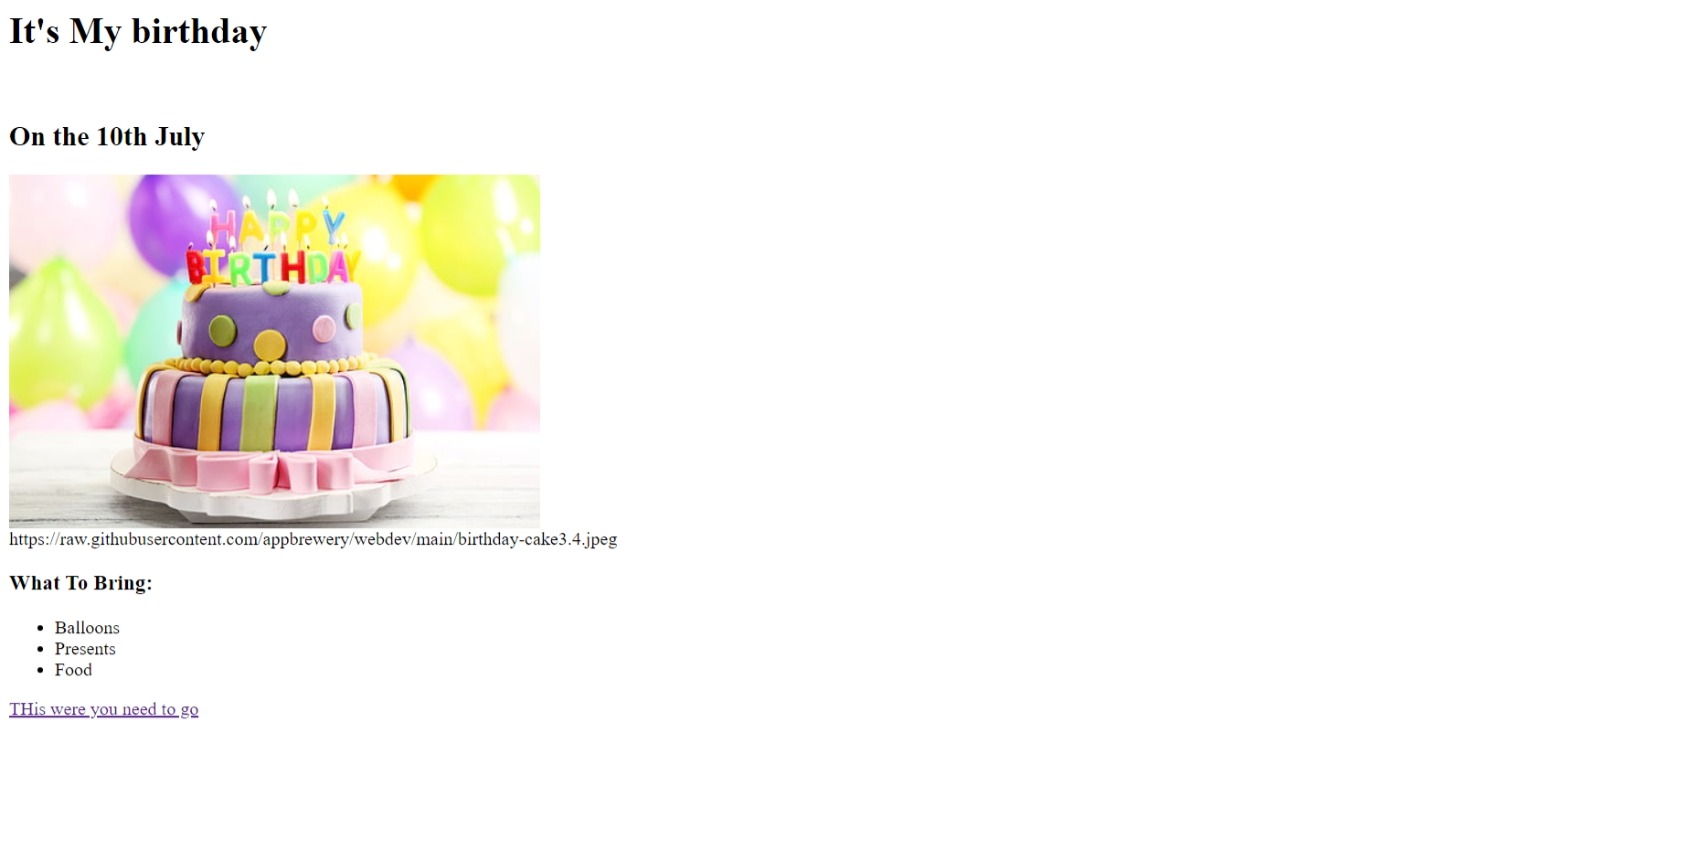 It's My birthday
On the 10th July
HAPPY
BIRTHDAY
https://raw.githubusercontent.com/appbrewery/webdev/main/birthday-cake3.4.jpeg
What To Bring:
Balloons
Presents
Food
THis were you need to go